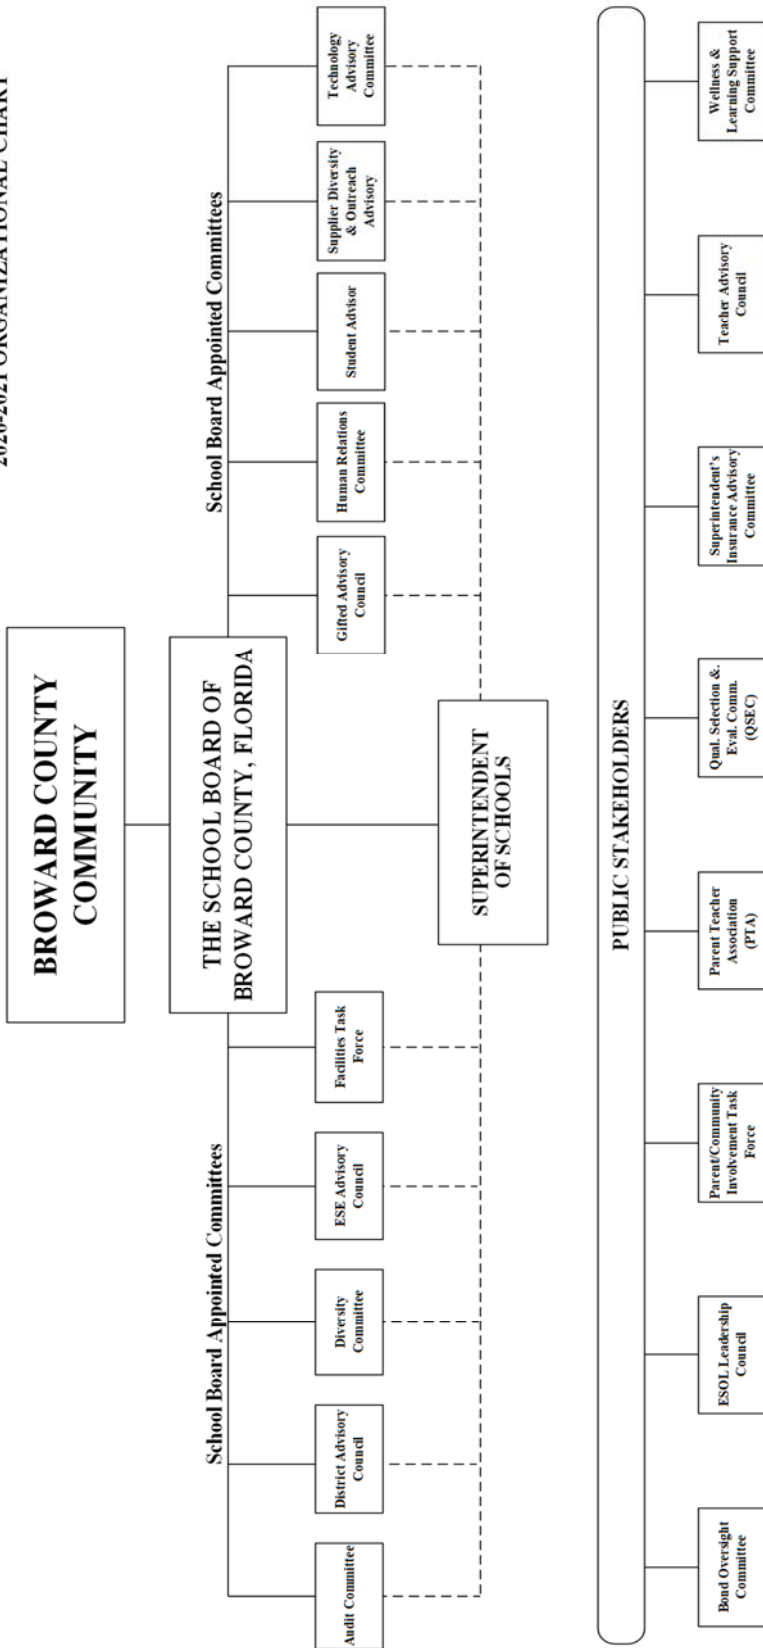 2020-2021 ORGANIZATIONAL CHART
BROWARD COUNTY
COMMUNITY
THE SCHOOL BOARD OF
BROWARD COUNTY, FLORIDA
School Board Appointed Committees
School Board Appointed Committees
Audit Committee
District Advisory
Council
Diversity
Committee
ESE Advisory
Council
Facilities Task
Force
Gifted Advisory
Council
Human Relations
Committee
Student Advisor
Supplier Diversity
& Outreach
Advisory
Technology
Advisory
Committee
SUPERINTENDENT
OF SCHOOLS
PUBLIC STAKEHOLDERS
Bond Oversight
Committee
ESOL Leadership
Council
Parent/Community
Involvement Task
Force
Parent Teacher
Association
(PTA)
Qual. Selection &.
Eval. Comm.
(QSEC)
Superintendent's
Insurance Advisory
Committee
Teacher Advisory
Council
Wellness &
Learning Support
Committee